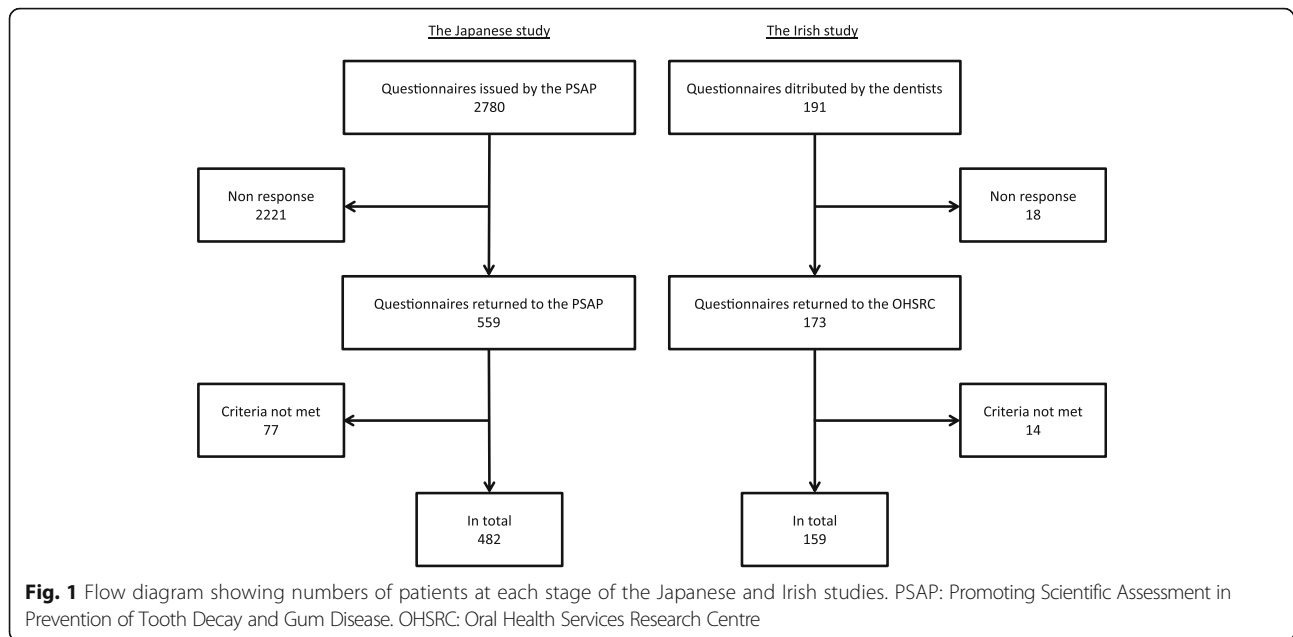 The Japanese study
The Irish study
Questionnaires issued by the PSAP
2780
Questionnaires ditributed by the dentists
191
Non response
2221
Non response
18
Questionnaires returned to the PSAP
559
Questionnaires returned to the OHSRC
173
Criteria not met
77
Criteria not met
14
In total
482
In total
159
Fig. 1 Flow diagram showing numbers of patients at each stage of the Japanese and Irish studies. PSAP: Promoting Scientific Assessment in
Prevention of Tooth Decay and Gum Disease. OHSRC: Oral Health Services Research Centre